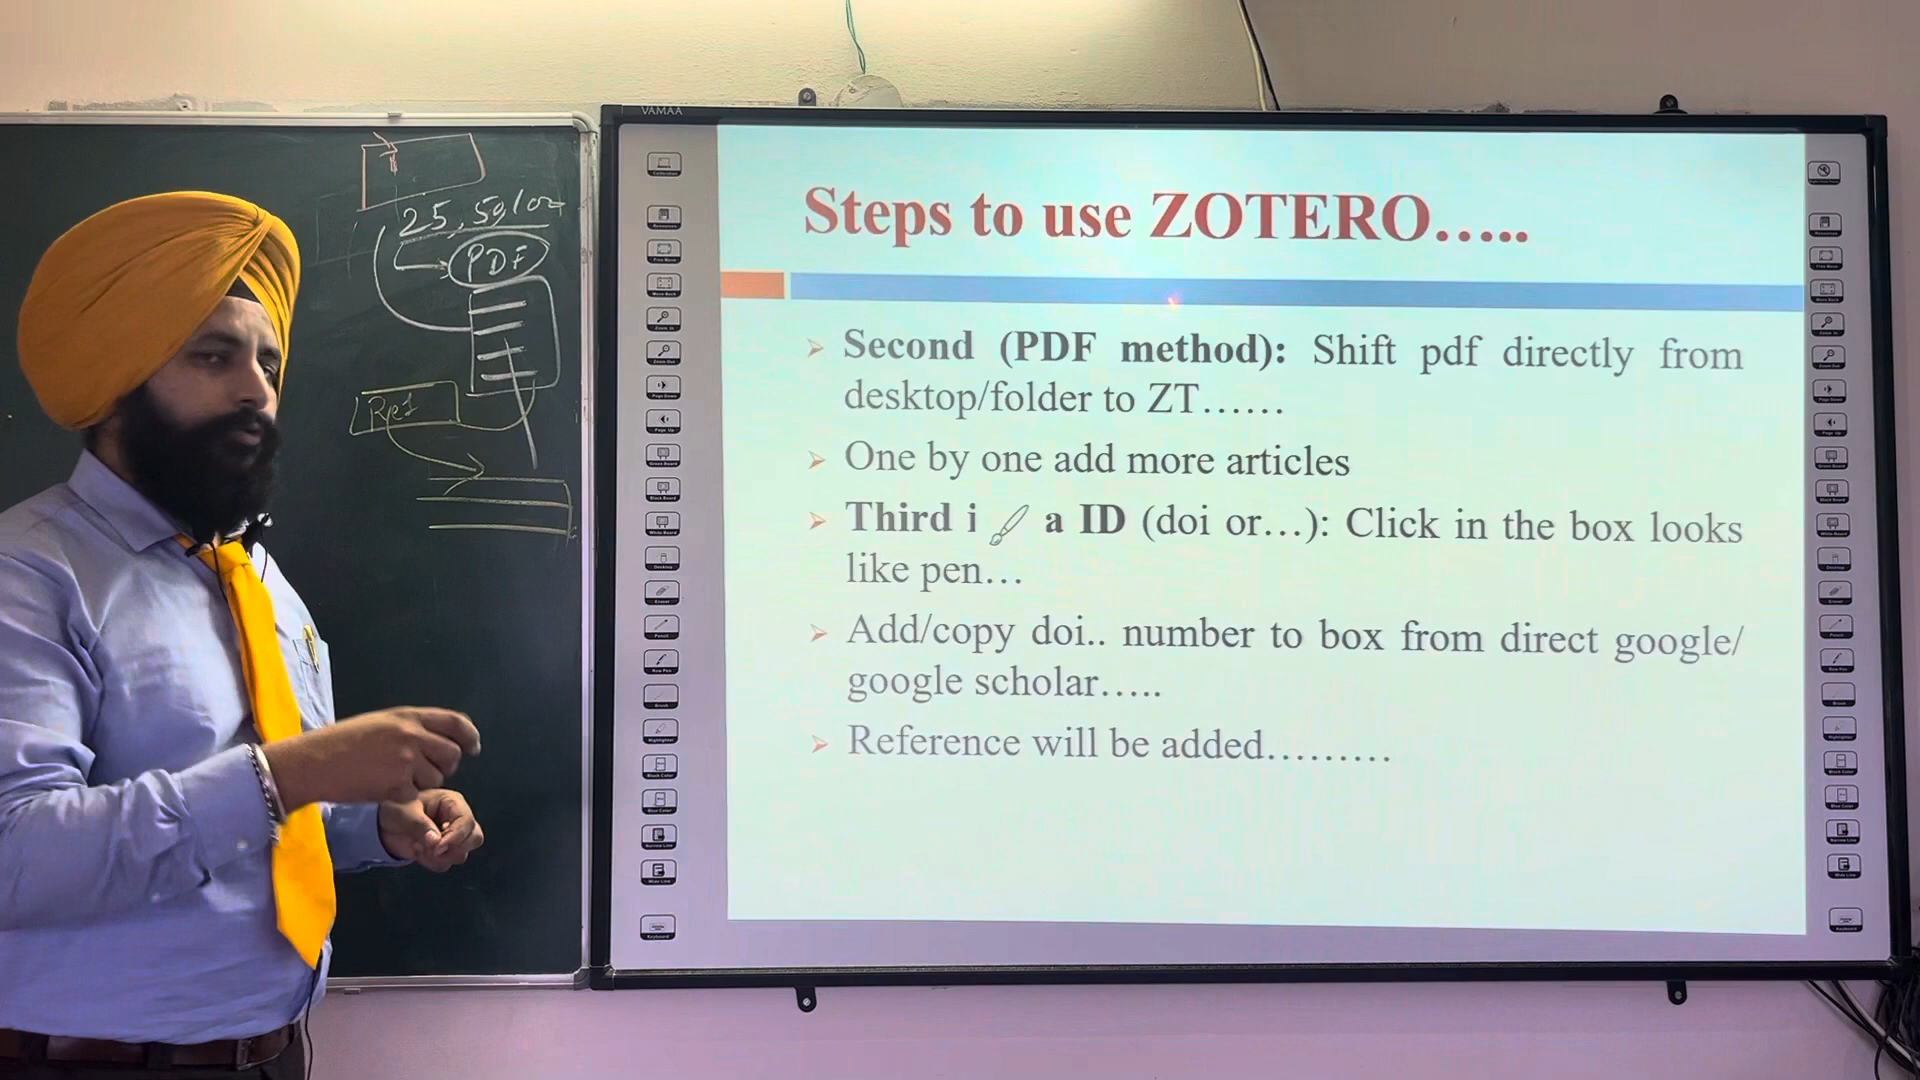 VAMAA
25, 50, 100
PDF
Ref
Steps to use ZOTERO…..
Second (PDF method): Shift pdf directly from
desktop/folder to ZT……
One by one add more articles
Third i a ID (doi or…): Click in the box looks
like pen…
Add/copy doi.. number to box from direct google/
google scholar…..
Reference will be added………